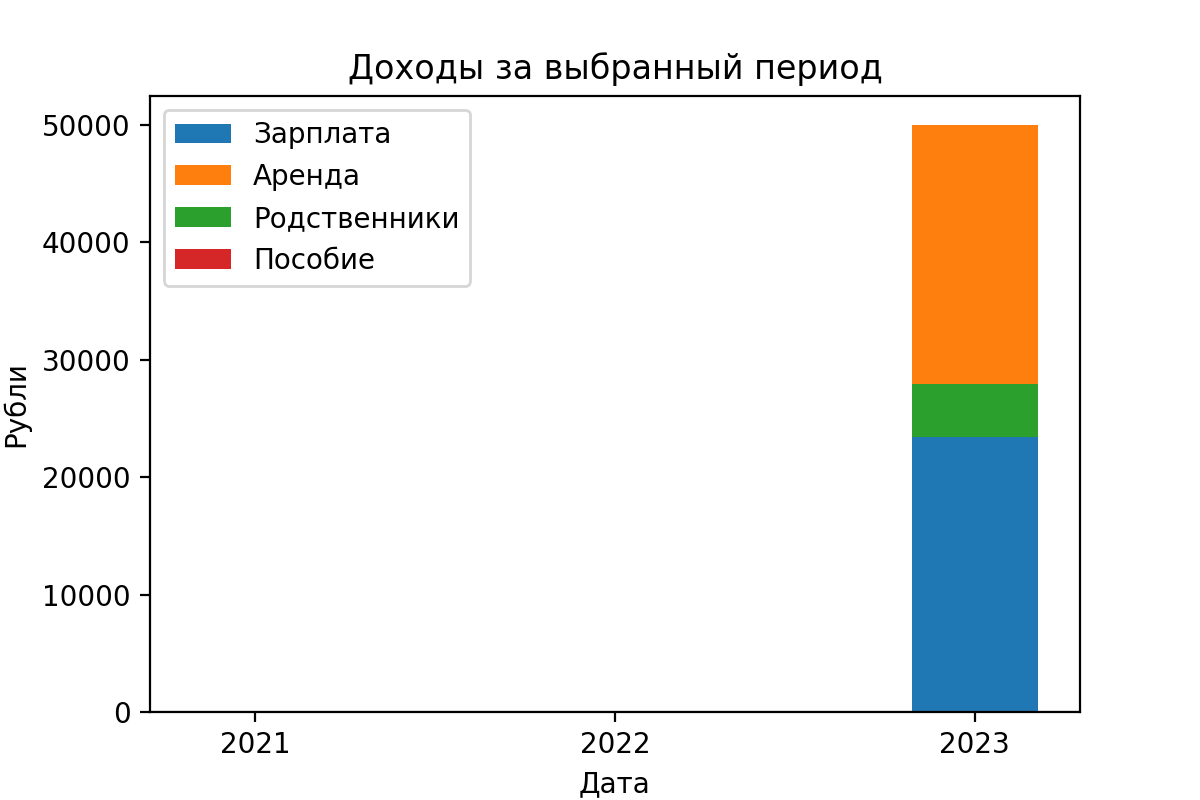 Доходы за выбранный период
50000
40000
30000
20000
10000
0
Рубли
Зарплата
Аренда
Родственники
Пособие
2021
2022
2023
Дата